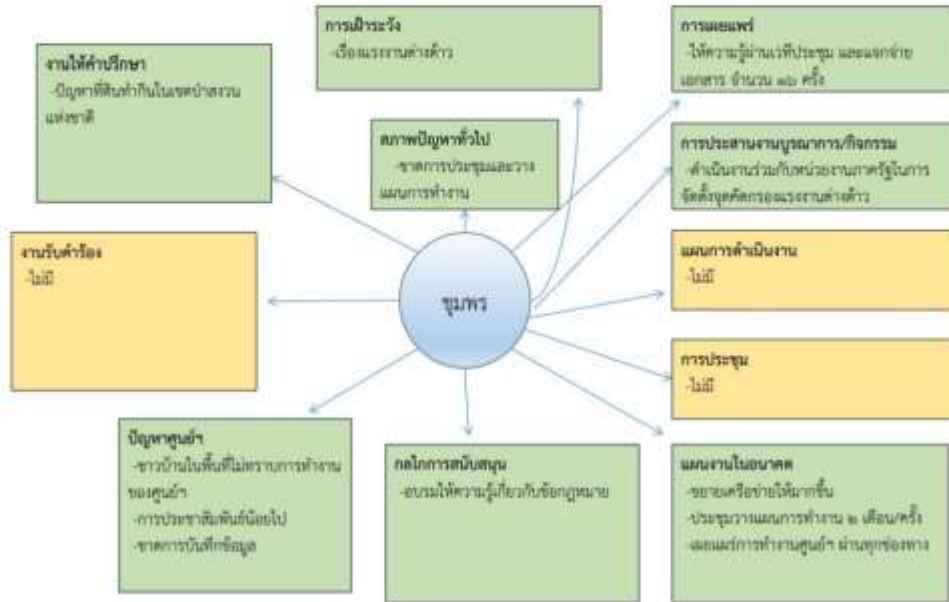 การเฝ้าระวัง
-เรื่องแรงงานต่างด้าว
การเผยแพร่
-ให้ความรู้ผ่านเวทีประชุม และแจกจ่าย
เอกสาร จำนวน ๑๖ ครั้ง
งานให้คำปรึกษา
-ปัญหาที่ดินทำกินในเขตป่าสงวน
แห่งชาติ
สภาพปัญหาทั่วไป
-ขาดการประชุมและวาง
แผนการทำงาน
การประสานงานบูรณาการ/กิจกรรม
-ดำเนินงานร่วมกับหน่วยงานภาครัฐในการ
จัดตั้งจุดคัดกรองแรงงานต่างด้าว
งานรับคำร้อง
-ไม่มี
ชุมพร
แผนการดำเนินงาน
-ไม่มี
การประชุม
-ไม่มี
ปัญหาศูนย์ฯ
-ชาวบ้านในพื้นที่ไม่ทราบการทำงาน
ของศูนย์ฯ
-การประชาสัมพันธ์น้อยไป
-ขาดการบันทึกข้อมูล
กลไกการสนับสนุน
-อบรมให้ความรู้เกี่ยวกับข้อกฎหมาย
แผนงานในอนาคต
-ขยายเครือข่ายให้มากขึ้น
-ประชุมวางแผนการทำงาน ๒ เดือน/ครั้ง
-เผยแผร่การทำงานศูนย์ฯ ผ่านทุกช่องทาง